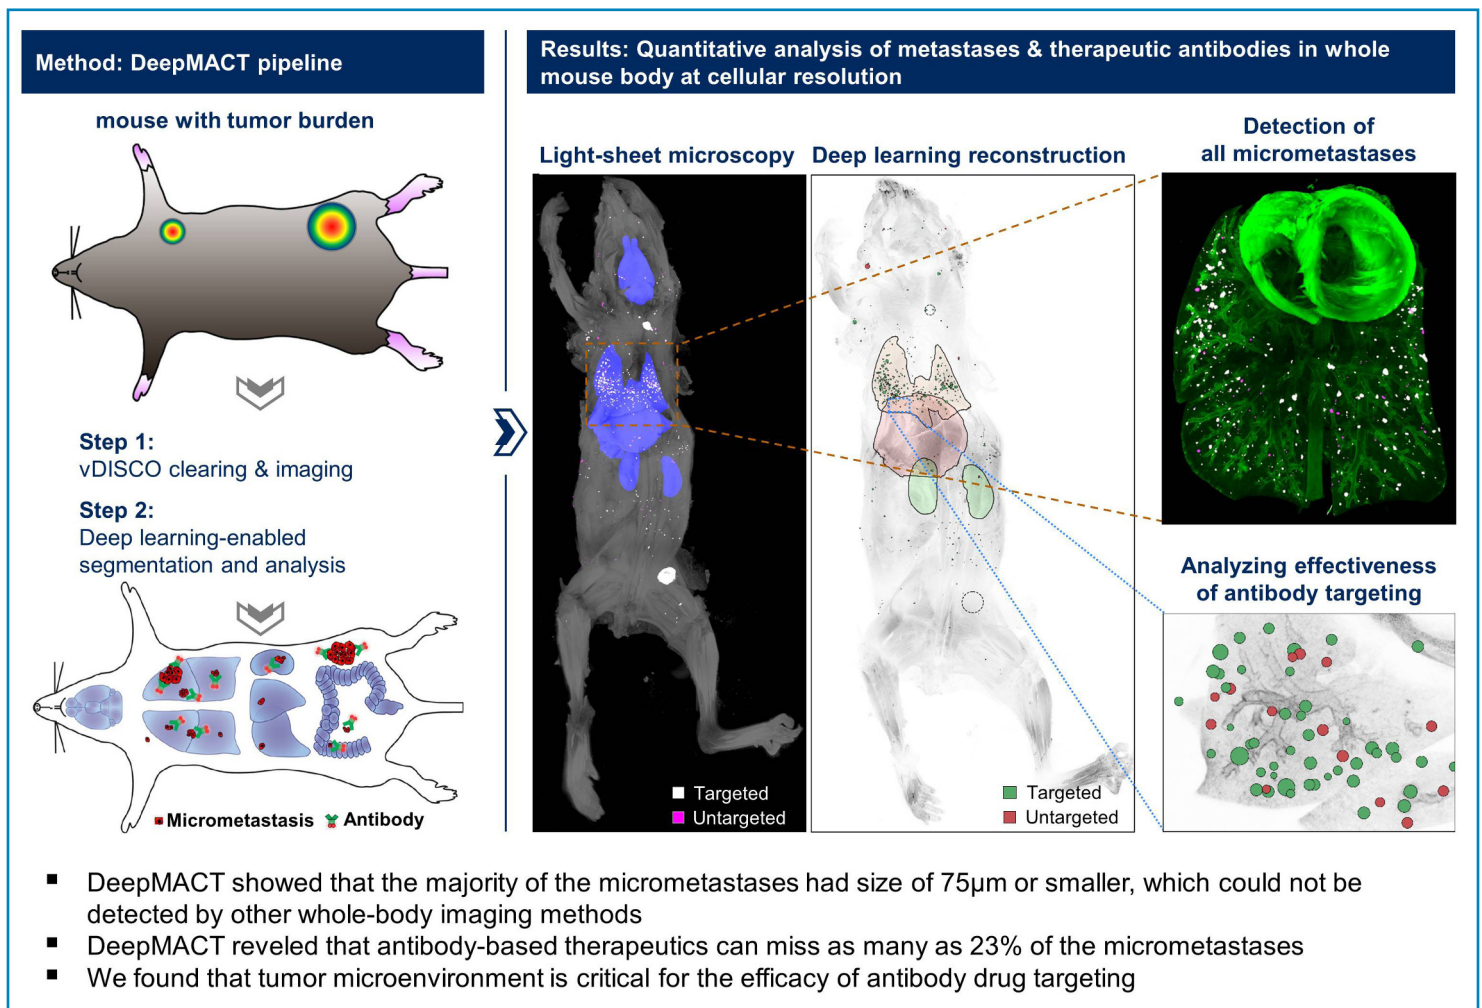 Method: DeepMACT pipeline
mouse with tumor burden
Step 1:
vDISCO clearing & imaging
Step 2:
Deep learning-enabled
segmentation and analysis
Micrometastasis
Antibody
Results: Quantitative analysis of metastases & therapeutic antibodies in whole
mouse body at cellular resolution
Light-sheet microscopy
Targeted
Untargeted
Deep learning reconstruction
Targeted
Untargeted
Detection of
all micrometastases
Analyzing effectiveness
of antibody targeting
▪ DeepMACT showed that the majority of the micrometastases had size of 75µm or smaller, which could not be
detected by other whole-body imaging methods
▪ DeepMACT reveled that antibody-based therapeutics can miss as many as 23% of the micrometastases
▪ We found that tumor microenvironment is critical for the efficacy of antibody drug targeting